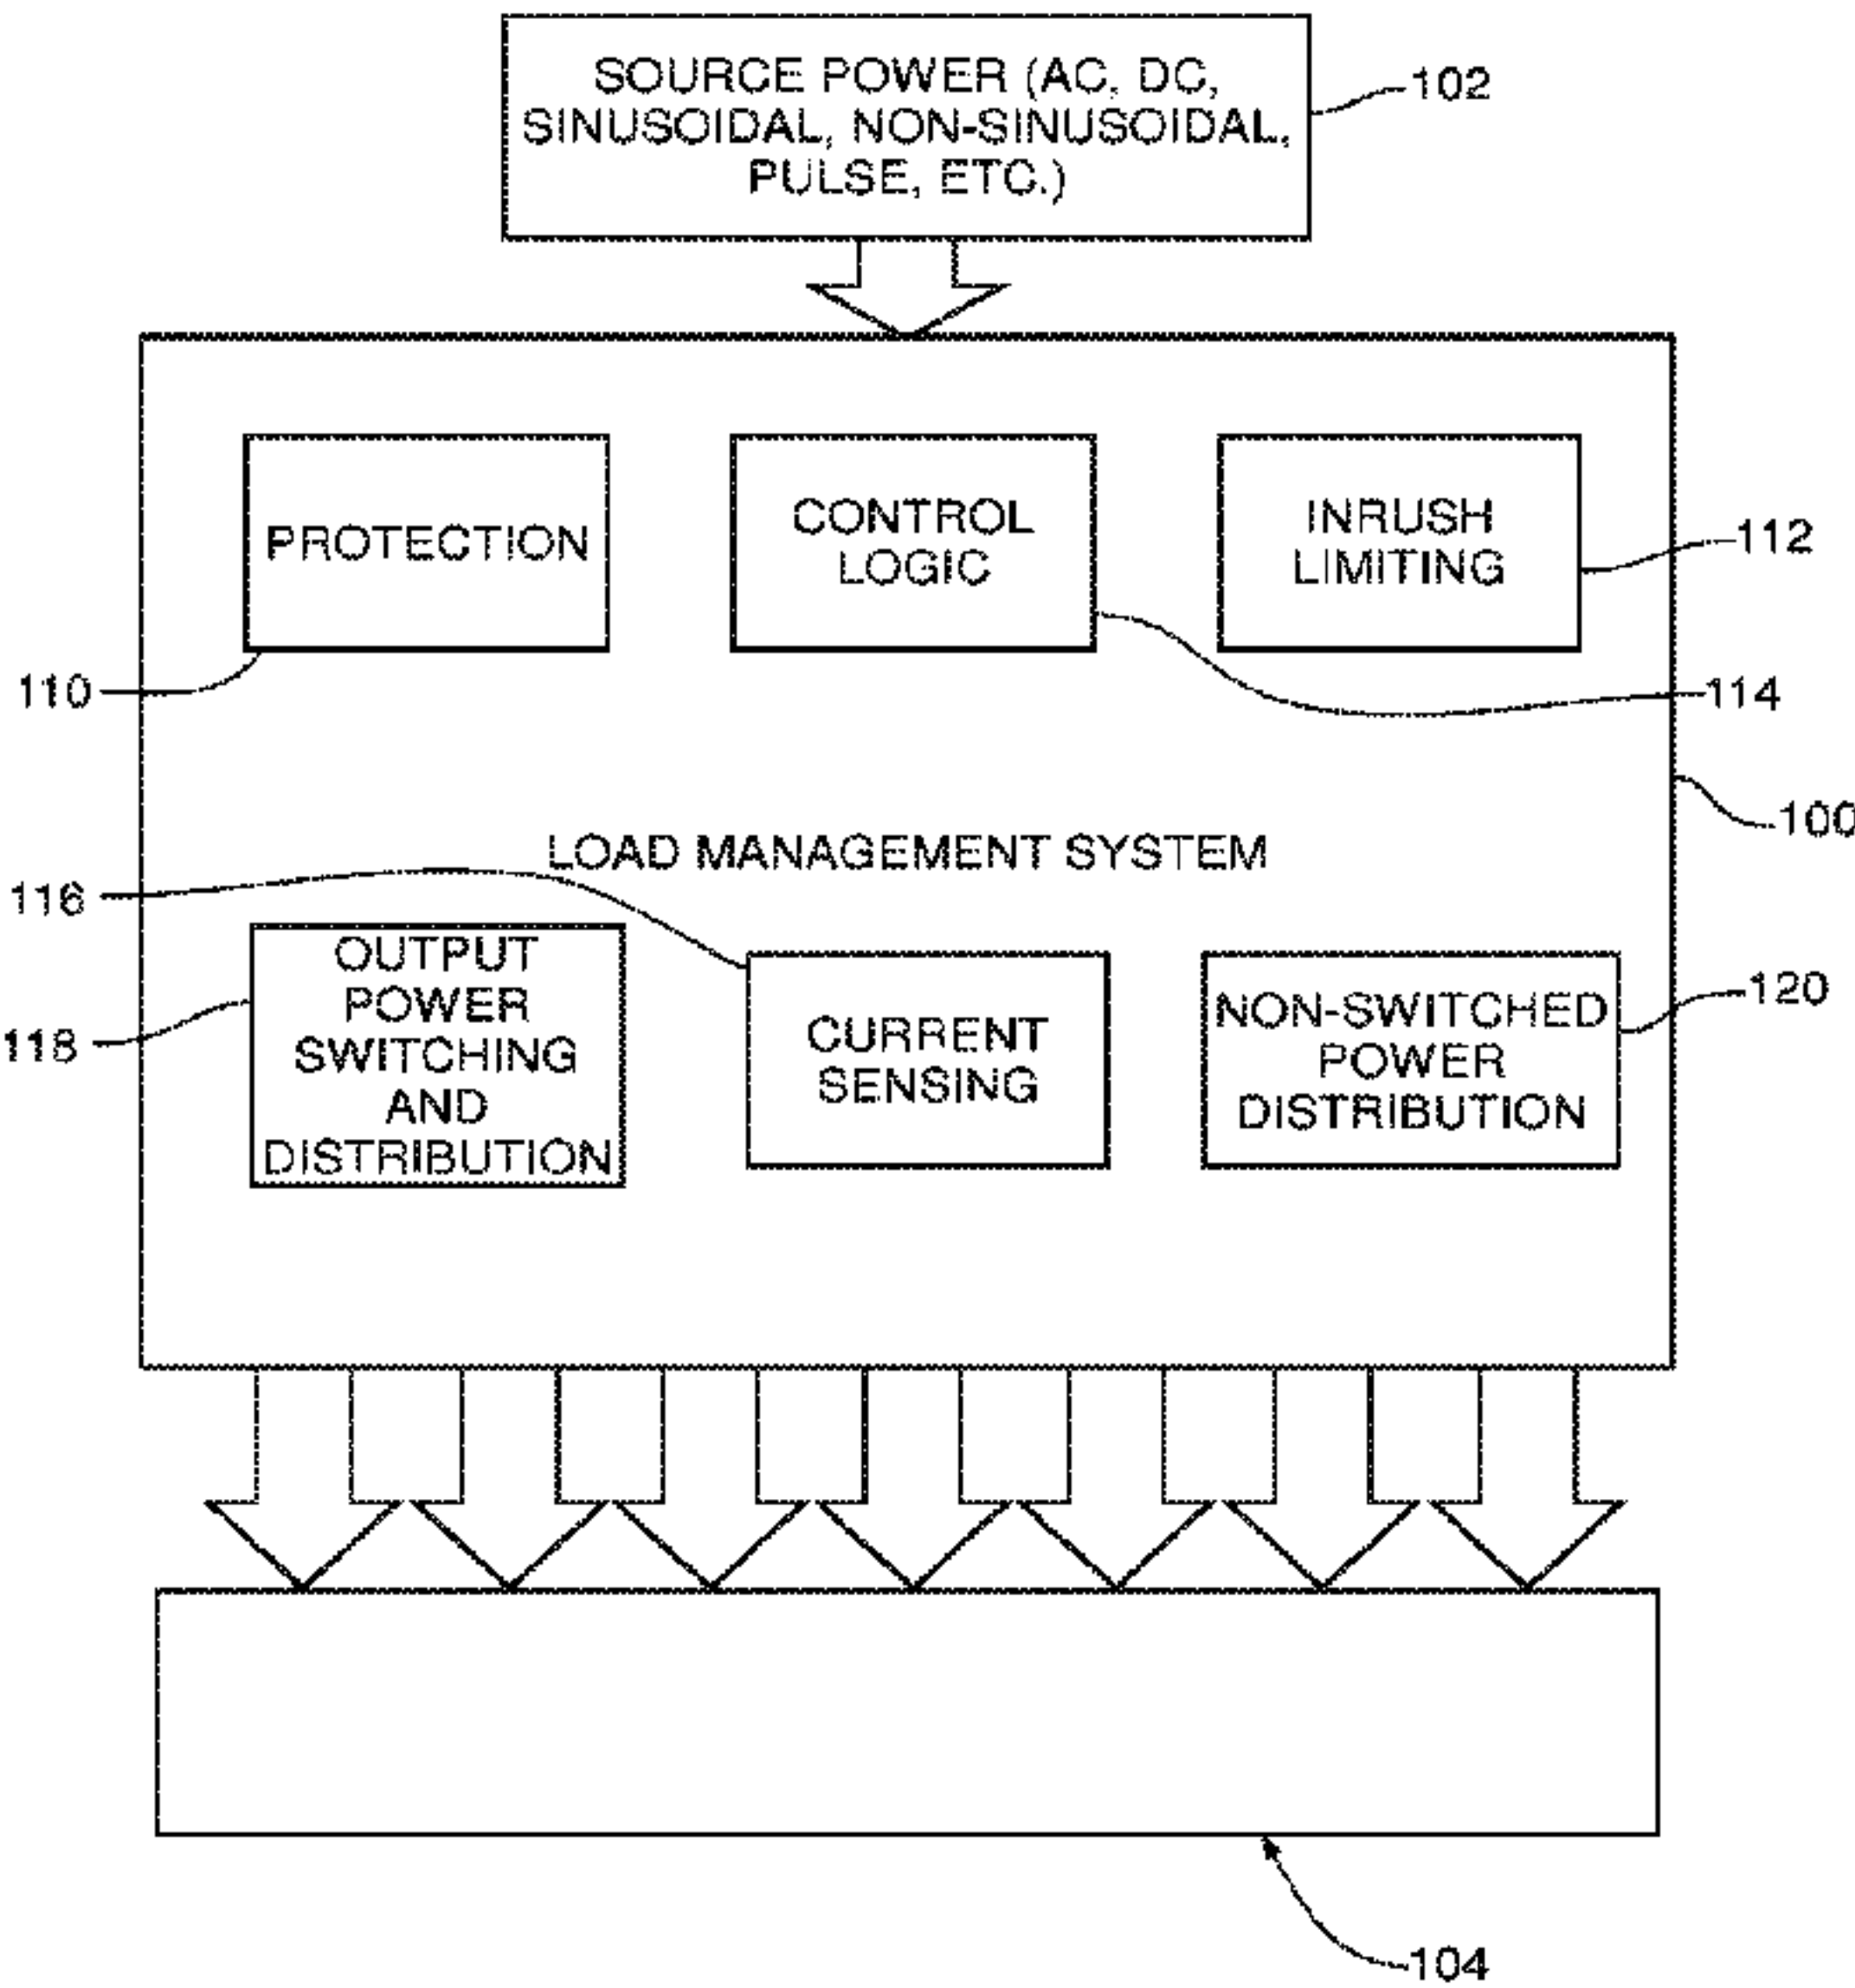 SOURCE POWER (AC, DC,
SINUSOIDAL, NON-SINUSOIDAL,
PULSE, ETC.)
102
PROTECTION
CONTROL
LOGIC
INRUSH
LIMITING
112
110
114
100
LOAD MANAGEMENT SYSTEM
116
OUTPUT
POWER
SWITCHING
AND
DISTRIBUTION
118
CURRENT
SENSING
NON-SWITCHED
POWER
DISTRIBUTION
120
104